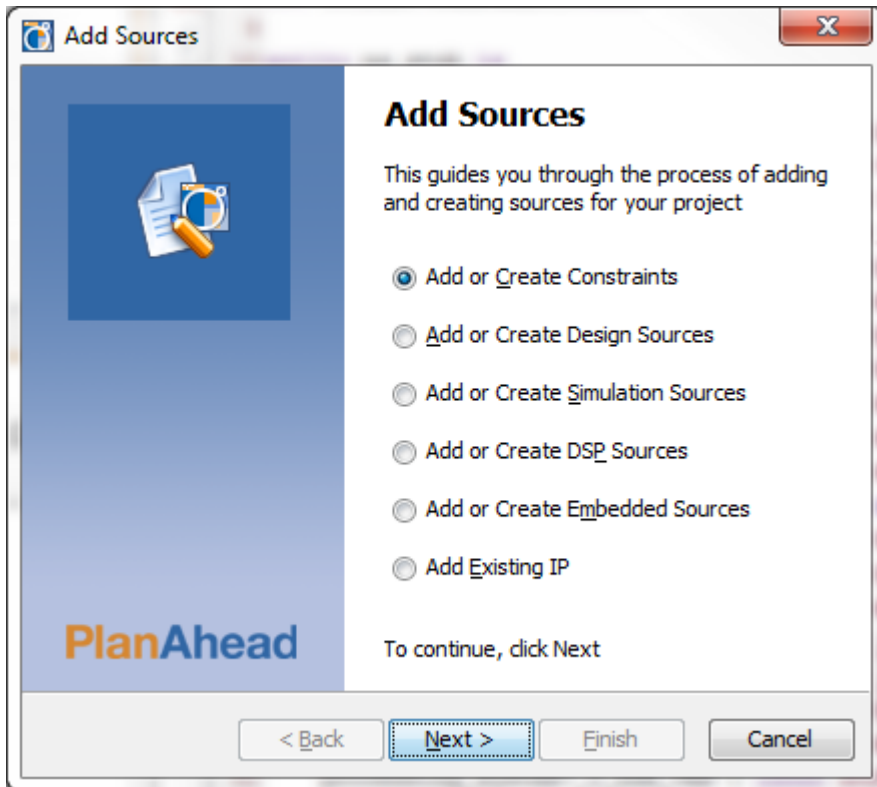 Add Sources
Add Sources
This guides you through the process of adding
and creating sources for your project
Add or Create Constraints
Add or Create Design Sources
Add or Create Simulation Sources
Add or Create DSP Sources
Add or Create Embedded Sources
Add Existing IP
PlanAhead
To continue, click Next
< Back Next > Finish Cancel